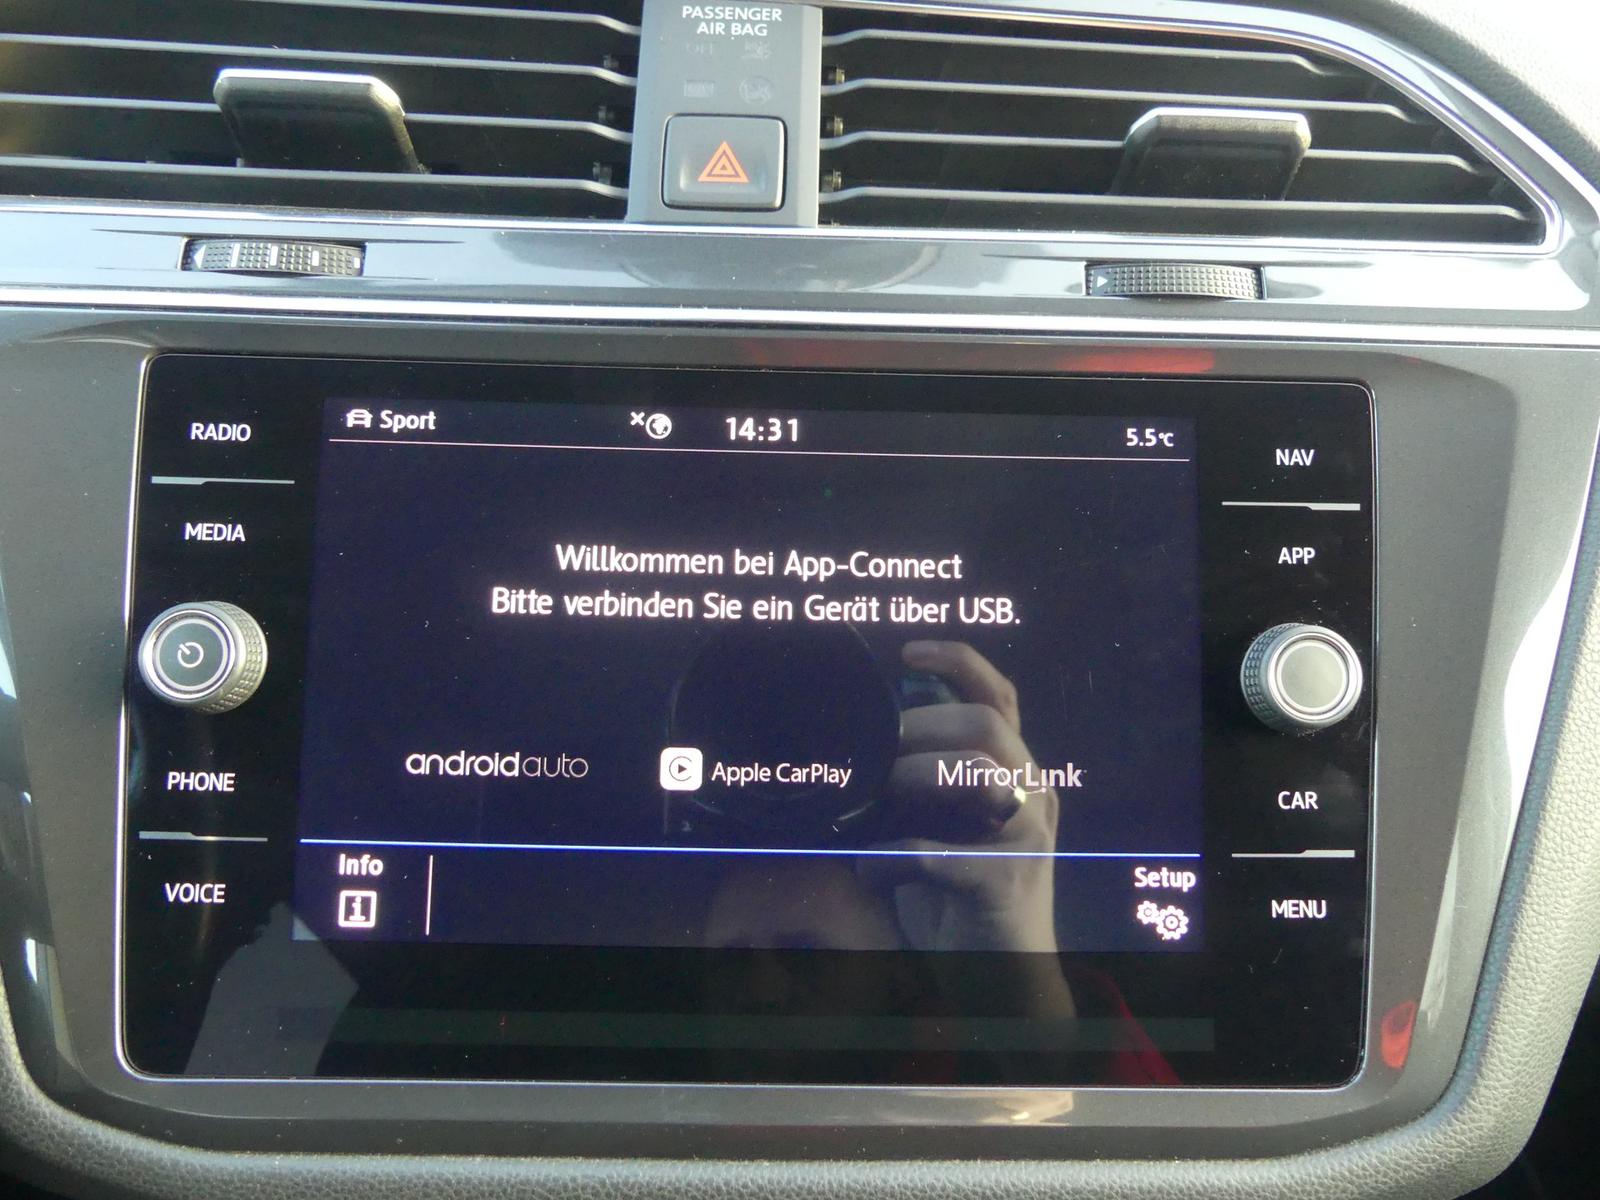 PASSENGER
AIR BAG
OFF
RADIO
MEDIA
PHONE
VOICE
Sport
14:31
5.5°C
Willkommen bei App-Connect
Bitte verbinden Sie ein Gerät über USB.
androidauto
Apple CarPlay
MirrorLink
Info
Setup
NAV
APP
CAR
MENU